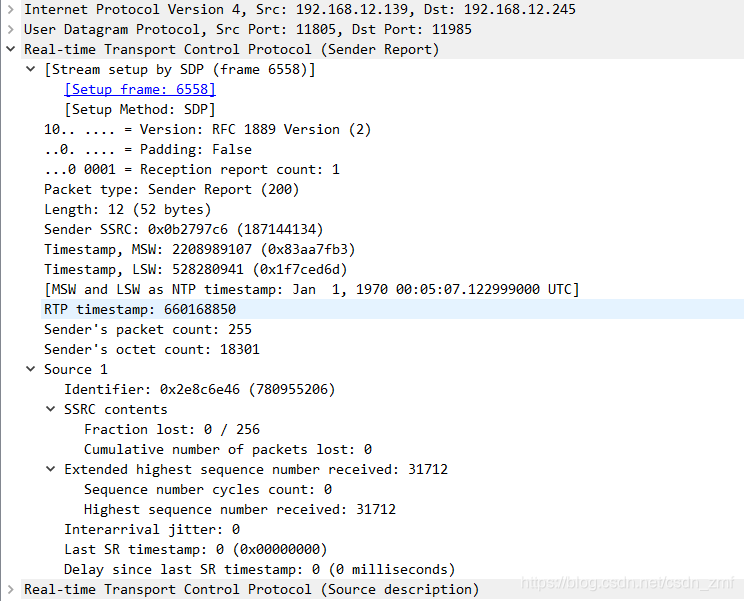 Internet Protocol Version 4, Src: 192.168.12.139, Dst: 192.168.12.245
User Datagram Protocol, Src Port: 11805, Dst Port: 11985
Real-time Transport Control Protocol (Sender Report)
[Stream setup by SDP (frame 6558)]
[Setup frame: 6558]
[Setup Method: SDP]
10.. .... = Version: RFC 1889 Version (2)
..0. .... = Padding: False
...0 0001 = Reception report count: 1
Packet type: Sender Report (200)
Length: 12 (52 bytes)
Sender SSRC: 0x0b2797c6 (187144134)
Timestamp, MSW: 2208989107 (0x83aa7fb3)
Timestamp, LSW: 528280941 (0x1f7ced6d)
[MSW and LSW as NTP timestamp: Jan  1, 1970 00:05:07.122999000 UTC]
RTP timestamp: 660168850
Sender's packet count: 255
Sender's octet count: 18301
Source 1
Identifier: 0x2e8c6e46 (780955206)
SSRC contents
Fraction lost: 0 / 256
Cumulative number of packets lost: 0
Extended highest sequence number received: 31712
Sequence number cycles count: 0
Highest sequence number received: 31712
Interarrival jitter: 0
Last SR timestamp: 0 (0x00000000)
Delay since last SR timestamp: 0 (0 milliseconds)
Real-time Transport Control Protocol (Source description)
https://blog.csdn.net/csdn_zmf